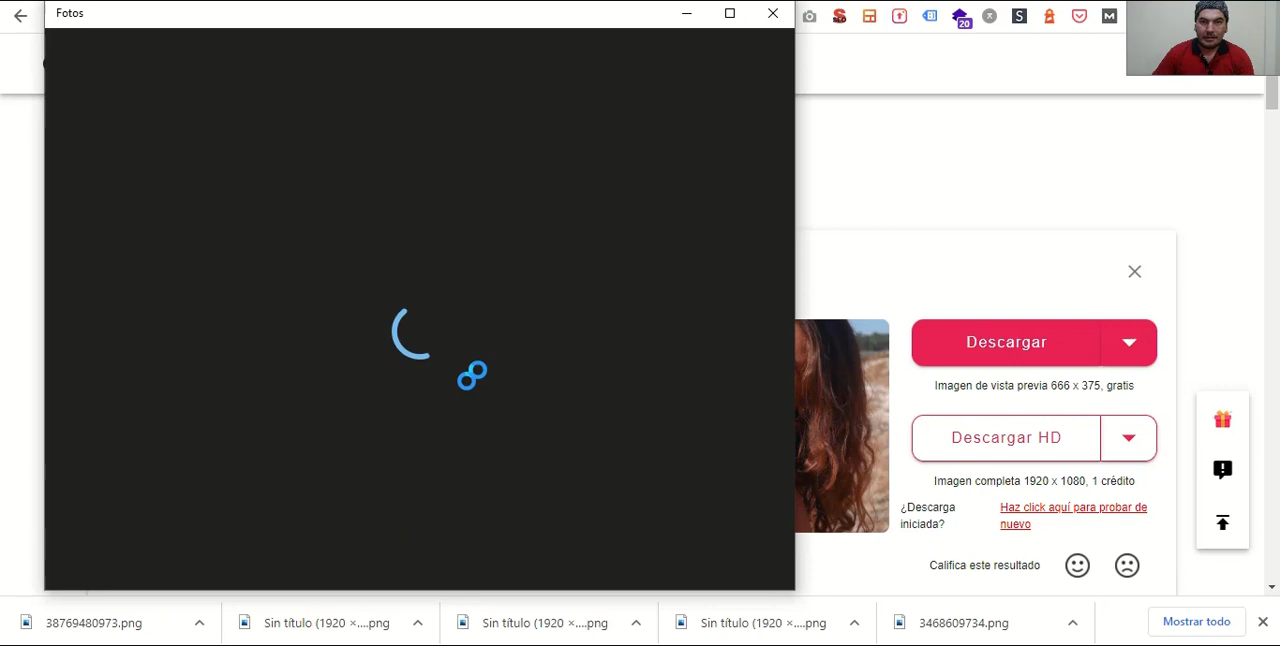 Fotos
20
S
M
Descargar
Imagen de vista previa 666 x 375, gratis
Descargar HD
Imagen completa 1920 x 1080, 1 crédito
¿Descarga
iniciada?
Haz click aquí para probar de
nuevo
Califica este resultado
38769480973.png
Sin título (1920 ×....png
Sin título (1920 ×....png
Sin título (1920 ×....png
3468609734.png
Mostrar todo